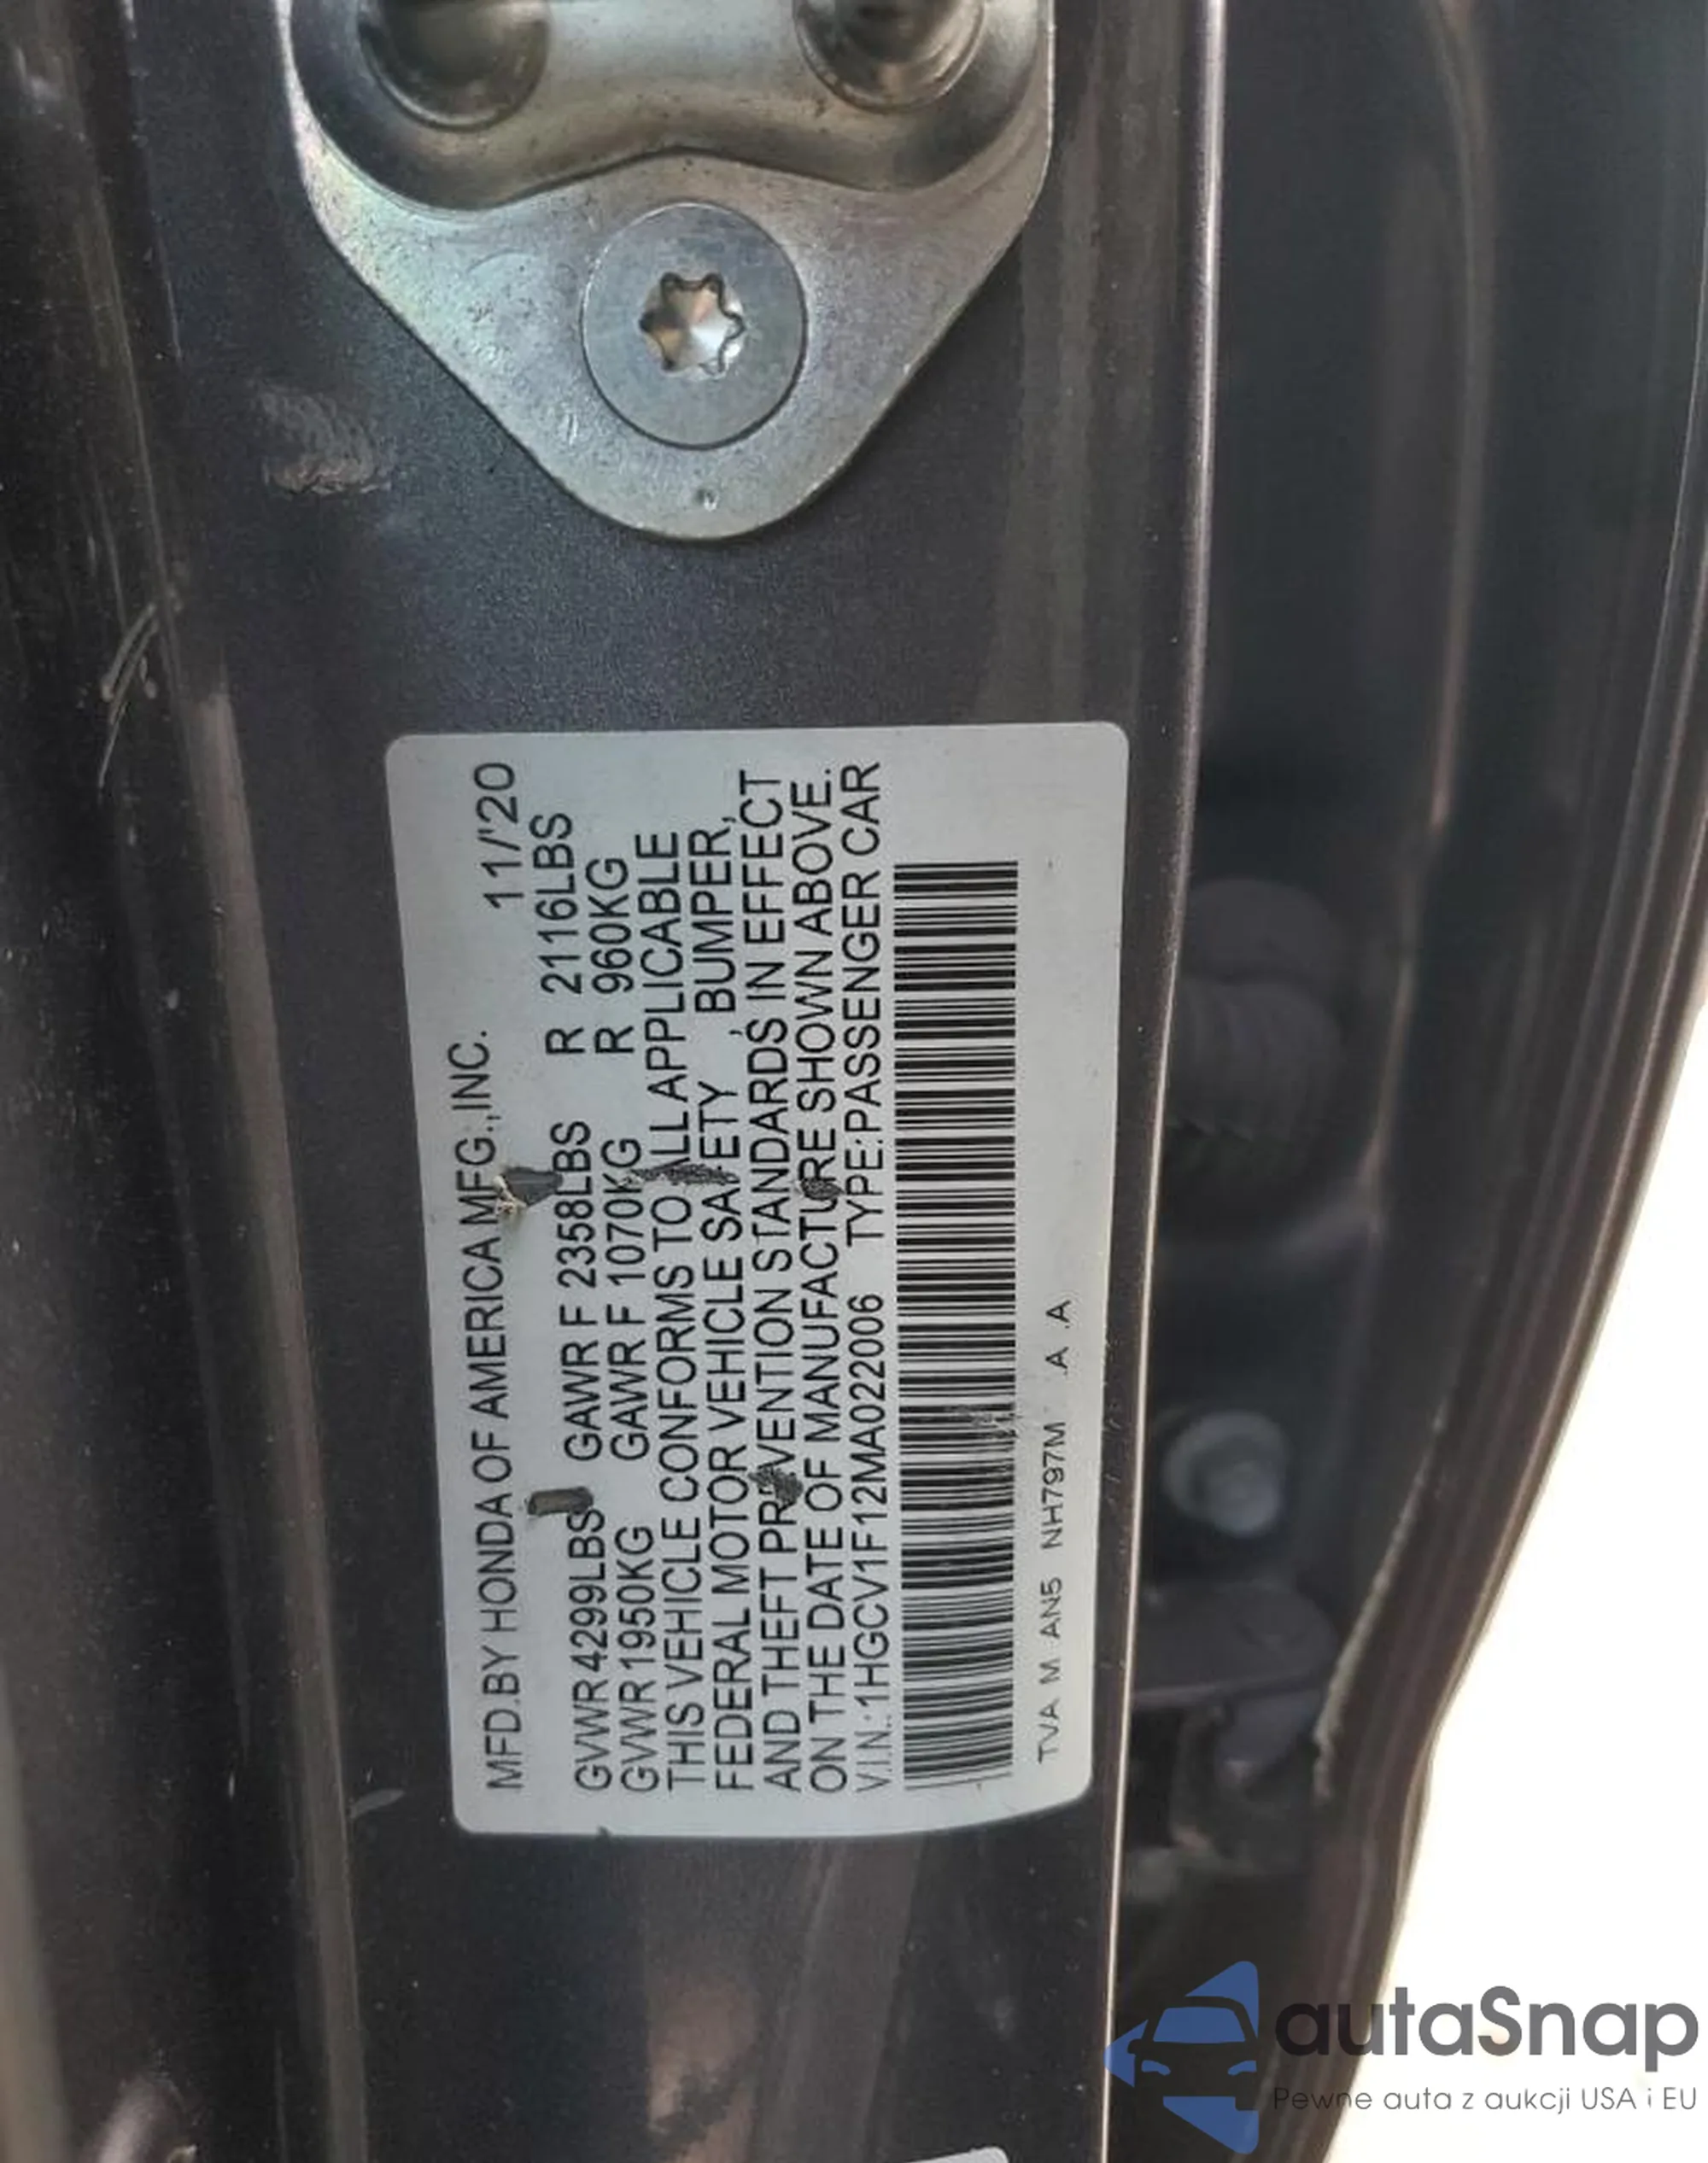 MFD.BY HONDA OF AMERICA MFG.,INC. 11/'20
GVWR 4299LBS GAWR F 2358LBS R 2116LBS
GVWR 1950KG GAWR F 1070KG R 960KG
THIS VEHICLE CONFORMS TO ALL APPLICABLE
FEDERAL MOTOR VEHICLE SAFETY , BUMPER,
AND THEFT PREVENTION STANDARDS IN EFFECT
ON THE DATE OF MANUFACTURE SHOWN ABOVE.
V.I.N.:1HGCV1F12MA022006 TYPE:PASSENGER CAR
TVA M AN5 NH797M .A .A
autaSnap
Pewne auta z aukcji USA i EU